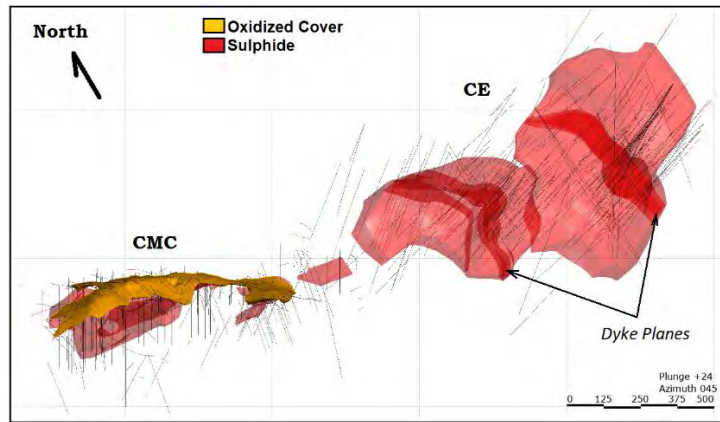 North
Oxidized Cover
Sulphide
CE
CMC
Dyke Planes
Plunge +24
Azimuth 045
0 125 250 375 500